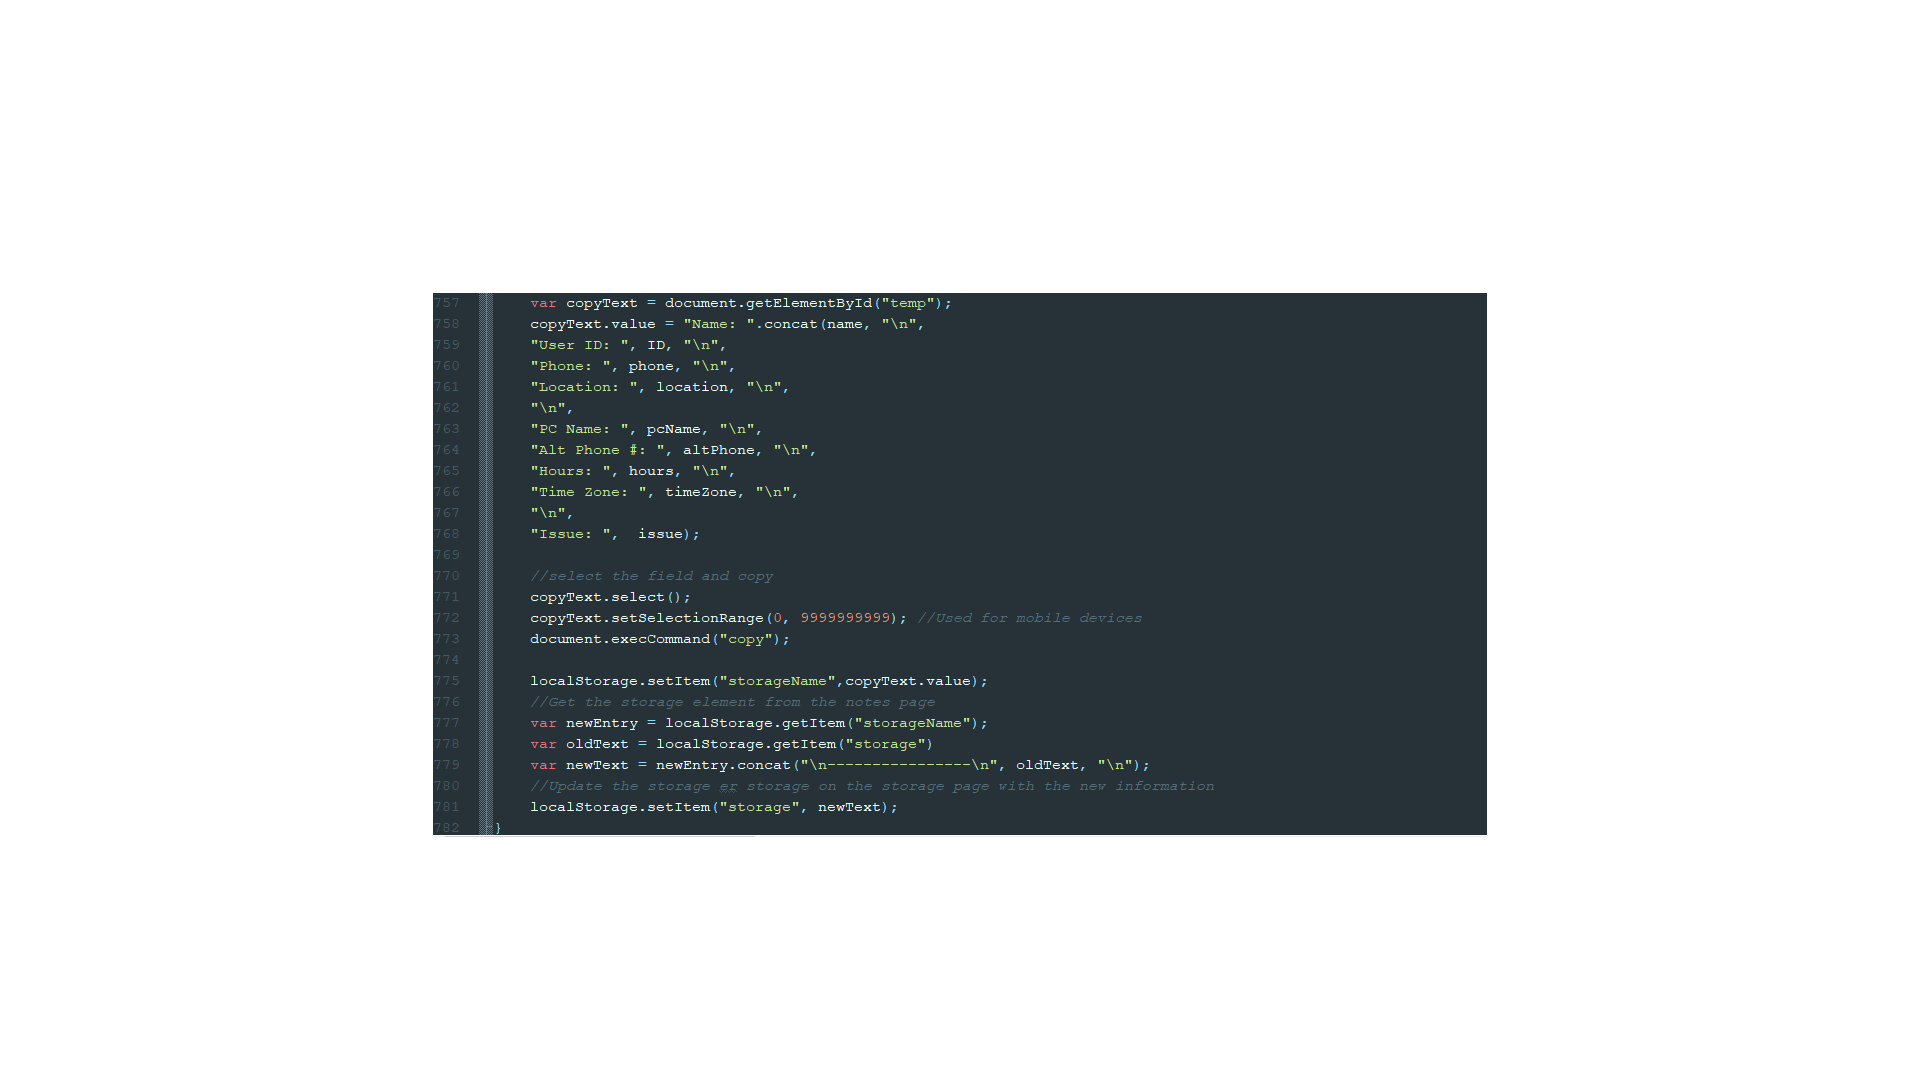 757 var copyText = document.getElementById("temp");
758 copyText.value = "Name: ".concat(name, "\n",
759 "User ID: ", ID, "\n",
760 "Phone: ", phone, "\n",
761 "Location: ", location, "\n",
762 "\n",
763 "PC Name: ", pcName, "\n",
764 "Alt Phone #: ", altPhone, "\n",
765 "Hours: ", hours, "\n",
766 "Time Zone: ", timeZone, "\n",
767 "\n",
768 "Issue: ",  issue);
769
770 //select the field and copy
771 copyText.select();
772 copyText.setSelectionRange(0, 9999999999); //Used for mobile devices
773 document.execCommand("copy");
774
775 localStorage.setItem("storageName",copyText.value);
776 //Get the storage element from the notes page
777 var newEntry = localStorage.getItem("storageName");
778 var oldText = localStorage.getItem("storage")
779 var newText = newEntry.concat("\n----------------\n", oldText, "\n");
780 //Update the storage er storage on the storage page with the new information
781 localStorage.setItem("storage", newText);
782 }